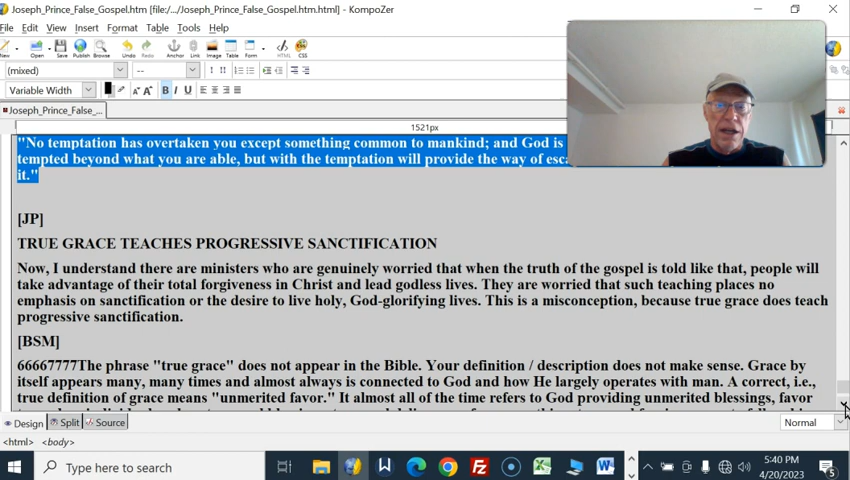 Joseph_Prince_False_Gospel.htm [file:/.../Joseph_Prince_False_Gospel.htm.html] - KompoZer
File Edit View Insert Format Table Tools Help
New Open Save Publish Browse Undo Redo Anchor Link Image Table Form HTML CSS
(mixed) --
Variable Width B I U
Joseph_Prince_False_...
1521px
"No temptation has overtaken you except something common to mankind; and God is
tempted beyond what you are able, but with the temptation will provide the way of esca
it."
[JP]
TRUE GRACE TEACHES PROGRESSIVE SANCTIFICATION
Now, I understand there are ministers who are genuinely worried that when the truth of the gospel is told like that, people will
take advantage of their total forgiveness in Christ and lead godless lives. They are worried that such teaching places no
emphasis on sanctification or the desire to live holy, God-glorifying lives. This is a misconception, because true grace does teach
progressive sanctification.
[BSM]
66667777The phrase "true grace" does not appear in the Bible. Your definition / description does not make sense. Grace by
itself appears many, many times and almost always is connected to God and how He largely operates with man. A correct, i.e.,
true definition of grace means "unmerited favor." It almost all of the time refers to God providing unmerited blessings, favor
Design Split Source Normal
<html> <body>
Type here to search
5:40 PM
4/20/2023
5